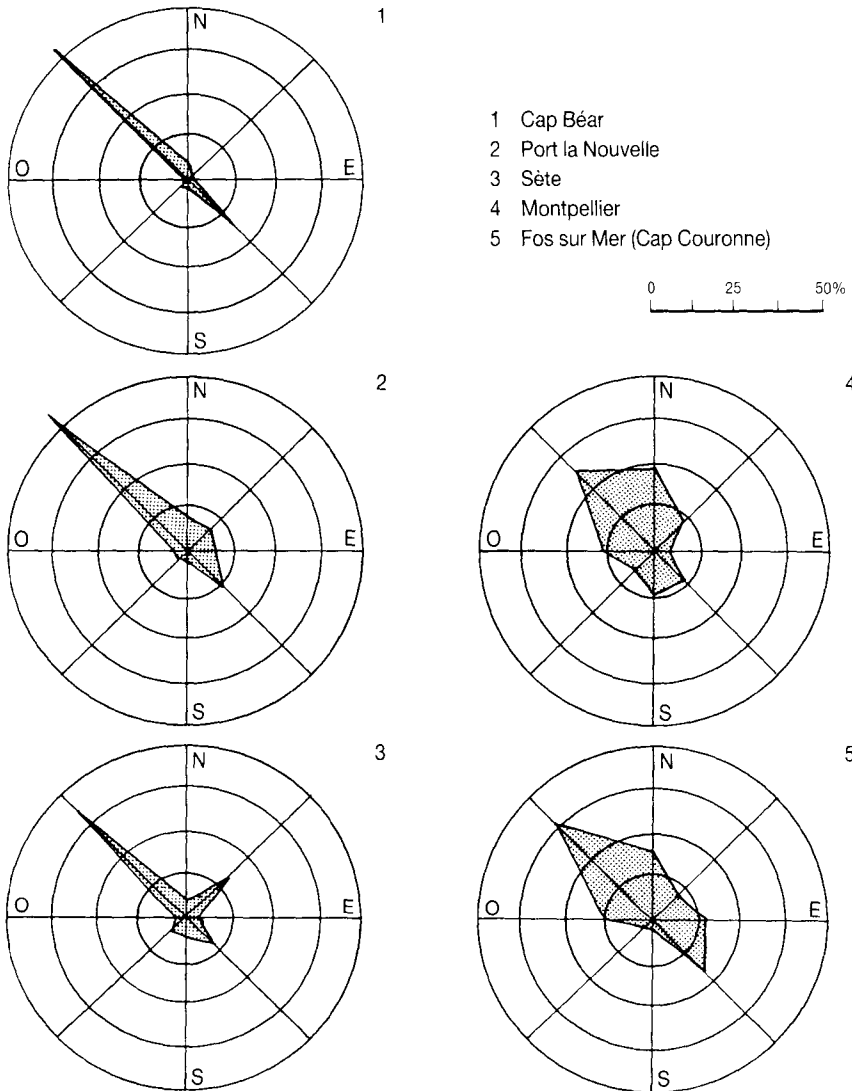 N
1
O
E
S
1 Cap Béar
2 Port la Nouvelle
3 Sète
4 Montpellier
5 Fos sur Mer (Cap Couronne)
0 25 50%
N
2
O
E
S
N
4
O
E
S
N
3
O
E
S
N
5
O
E
S